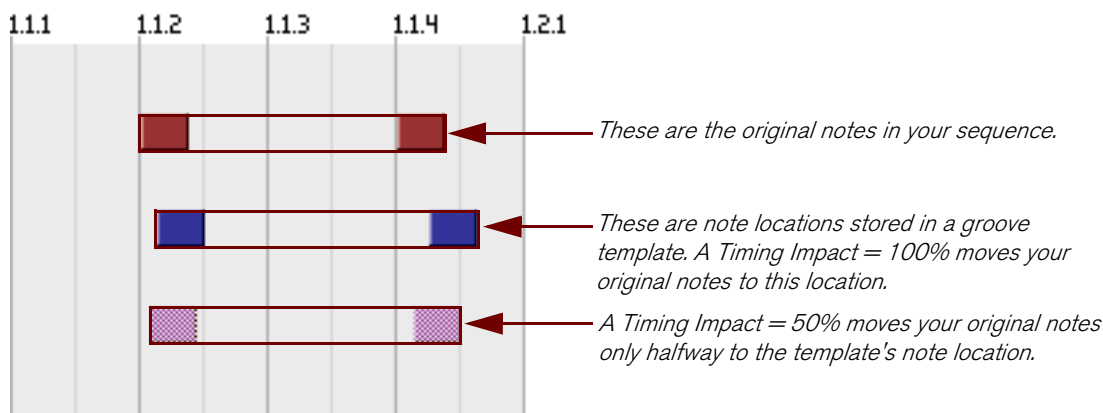 1.1.1 1.1.2 1.1.3 1.1.4 1.2.1
These are the original notes in your sequence.
These are note locations stored in a groove
template. A Timing Impact = 100% moves your
original notes to this location.
A Timing Impact = 50% moves your original notes
only halfway to the template's note location.